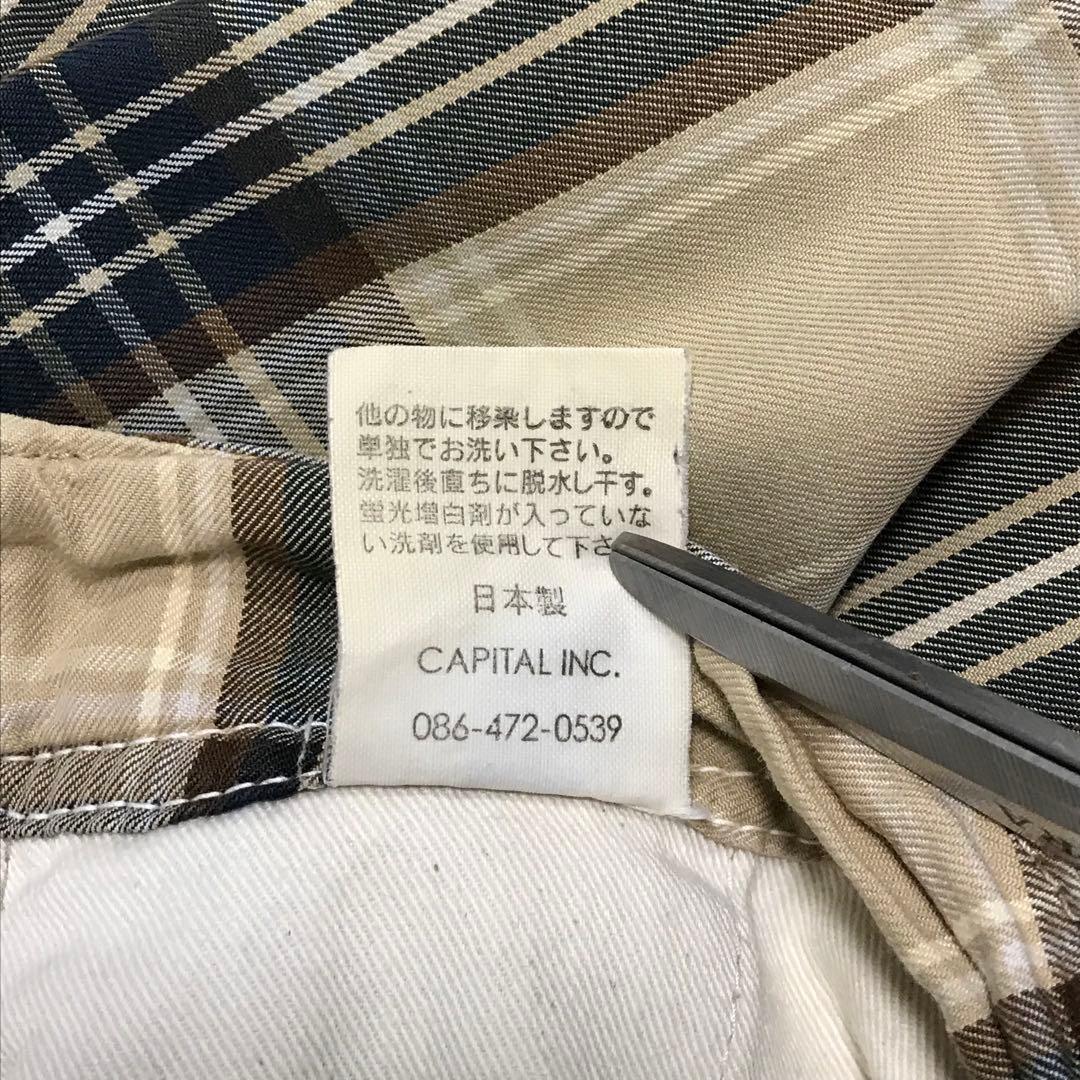 他の物に移染しますので
単独でお洗い下さい。
洗濯後直ちに脱水し干す。
蛍光増白剤が入っていな
い洗剤を使用して下さ
日本製
CAPITAL INC.
086-472-0539